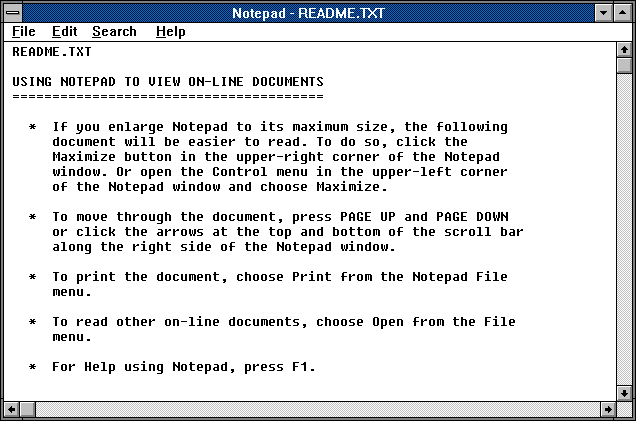 Notepad - README.TXT
File Edit Search Help
README.TXT
USING NOTEPAD TO VIEW ON-LINE DOCUMENTS
=======================================
* If you enlarge Notepad to its maximum size, the following
document will be easier to read. To do so, click the
Maximize button in the upper-right corner of the Notepad
window. Or open the Control menu in the upper-left corner
of the Notepad window and choose Maximize.
* To move through the document, press PAGE UP and PAGE DOWN
or click the arrows at the top and bottom of the scroll bar
along the right side of the Notepad window.
* To print the document, choose Print from the Notepad File
menu.
* To read other on-line documents, choose Open from the File
menu.
* For Help using Notepad, press F1.